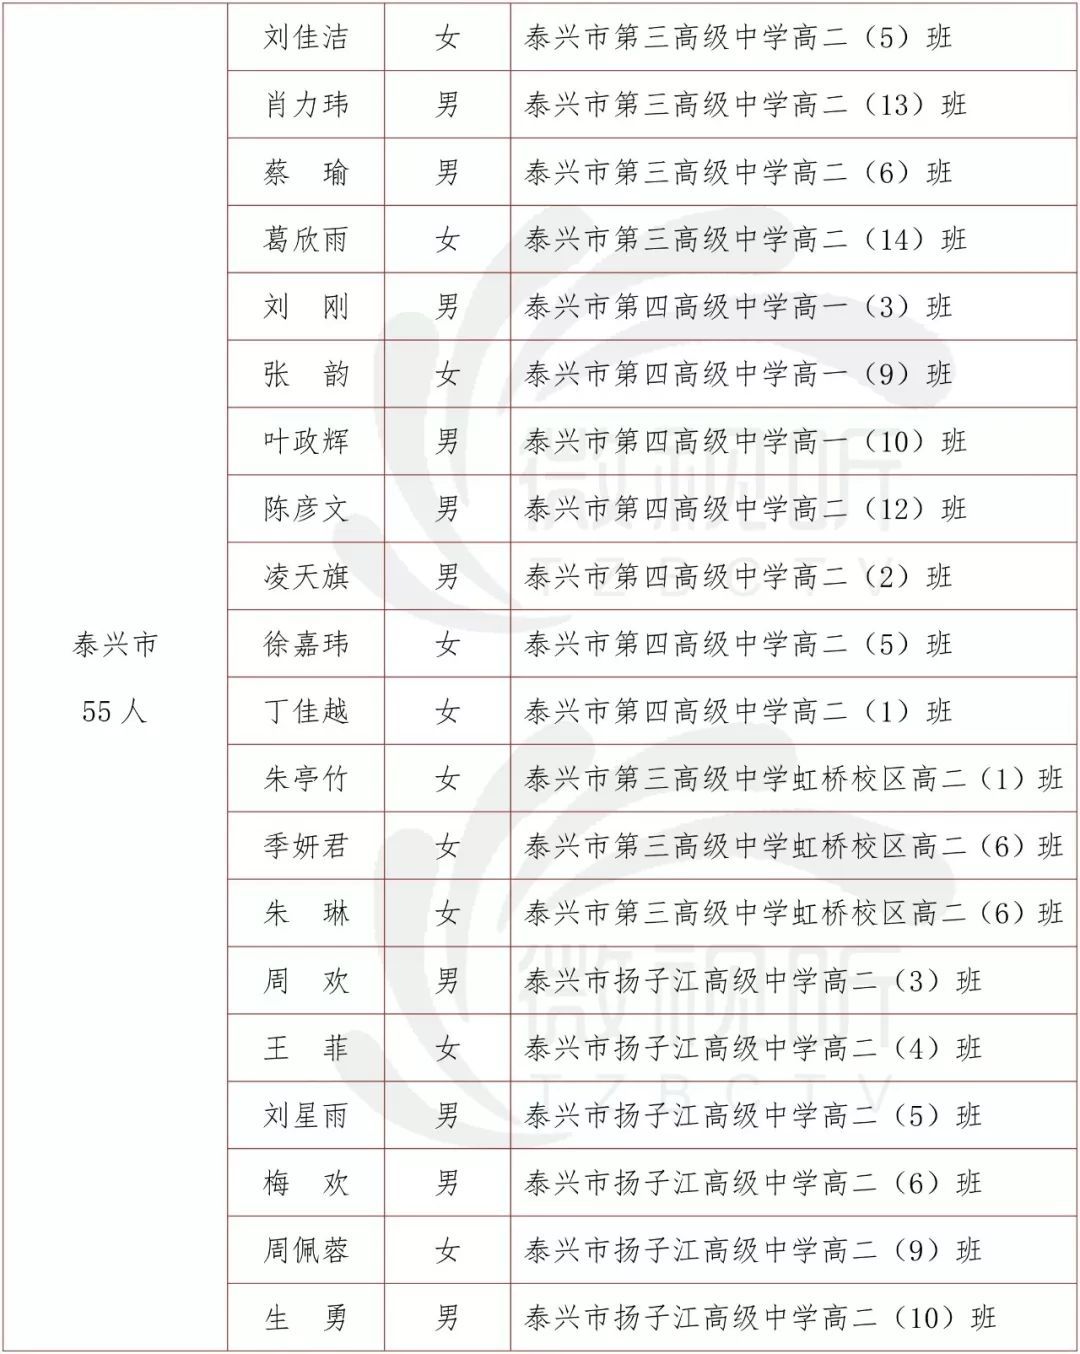 刘佳洁 女 泰兴市第三高级中学高二（5）班
肖力玮 男 泰兴市第三高级中学高二（13）班
蔡　瑜 男 泰兴市第三高级中学高二（6）班
葛欣雨 女 泰兴市第三高级中学高二（14）班
刘　刚 男 泰兴市第四高级中学高一（3）班
张　韵 女 泰兴市第四高级中学高一（9）班
叶政辉 男 泰兴市第四高级中学高一（10）班
陈彦文 男 泰兴市第四高级中学高二（12）班
凌天旗 男 泰兴市第四高级中学高二（2）班
泰兴市
55 人
徐嘉玮 女 泰兴市第四高级中学高二（5）班
丁佳越 女 泰兴市第四高级中学高二（1）班
朱亭竹 女 泰兴市第三高级中学虹桥校区高二（1）班
季妍君 女 泰兴市第三高级中学虹桥校区高二（6）班
朱　琳 女 泰兴市第三高级中学虹桥校区高二（6）班
周　欢 男 泰兴市扬子江高级中学高二（3）班
王　菲 女 泰兴市扬子江高级中学高二（4）班
刘星雨 男 泰兴市扬子江高级中学高二（5）班
梅　欢 男 泰兴市扬子江高级中学高二（6）班
周佩蓉 女 泰兴市扬子江高级中学高二（9）班
生　勇 男 泰兴市扬子江高级中学高二（10）班
微视听
TZBCTV
微视听
TZBCTV